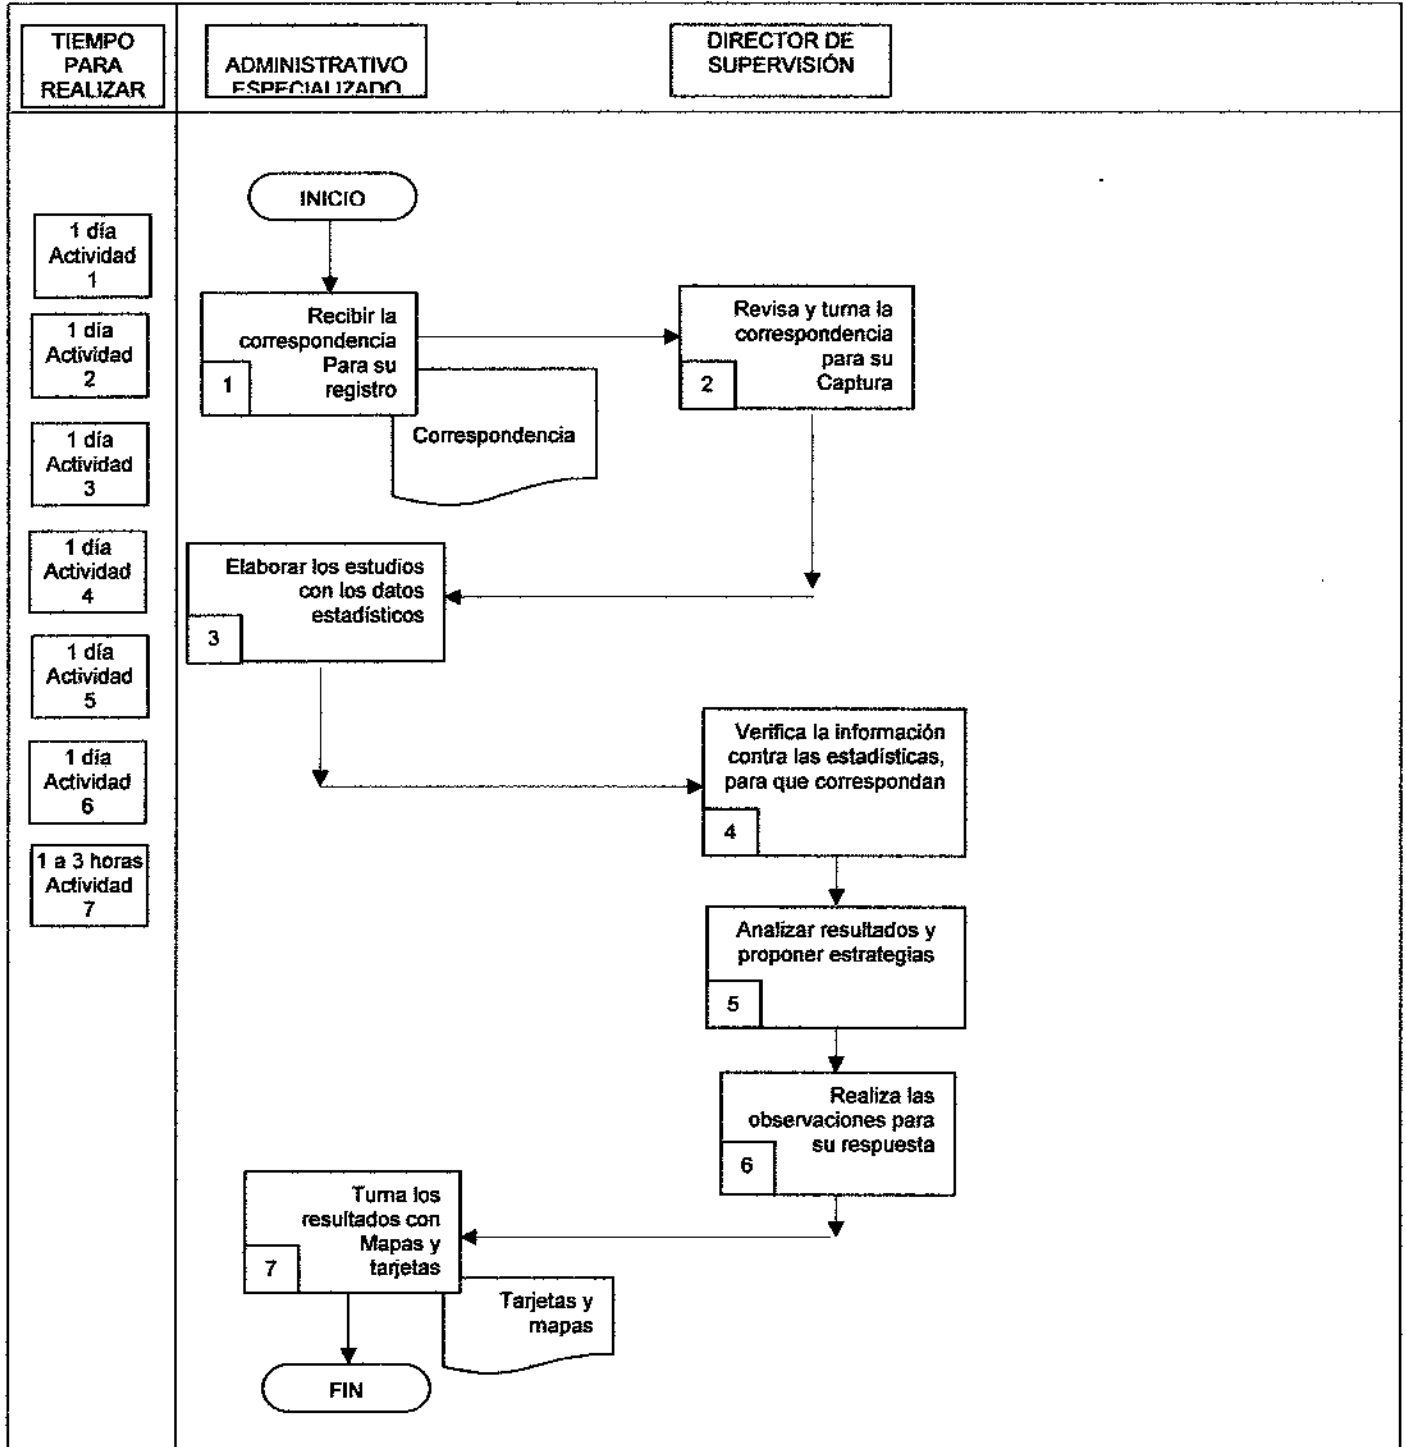 TIEMPO
PARA
REALIZAR
ADMINISTRATIVO
ESPECIALIZADO
DIRECTOR DE
SUPERVISIÓN
INICIO
1 día
Actividad
1
1 día
Actividad
2
1 día
Actividad
3
1 día
Actividad
4
1 día
Actividad
5
1 día
Actividad
6
1 a 3 horas
Actividad
7
Recibir la
correspondencia
Para su
registro
1
Correspondencia
Revisa y turna la
correspondencia
para su
Captura
2
Elaborar los estudios
con los datos
estadísticos
3
Verifica la información
contra las estadísticas,
para que correspondan
4
Analizar resultados y
proponer estrategias
5
Realiza las
observaciones para
su respuesta
6
Turna los
resultados con
Mapas y
tarjetas
7
Tarjetas y
mapas
FIN